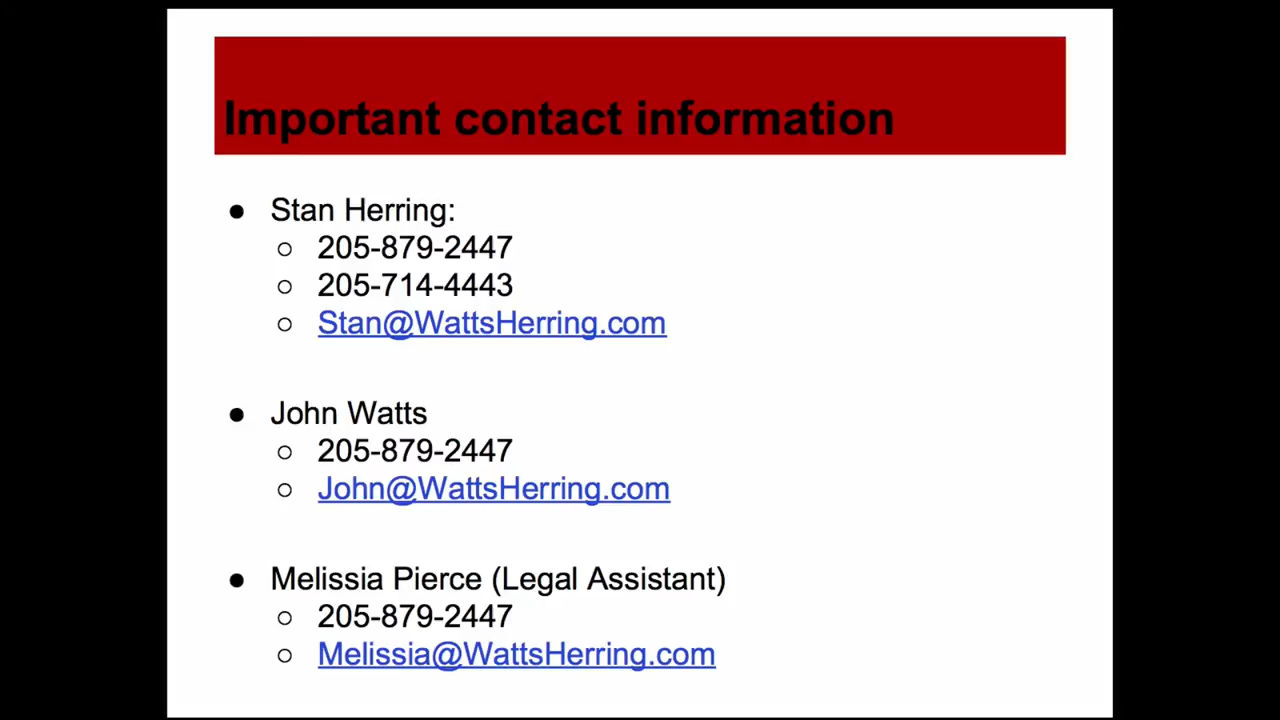 Important contact information
● Stan Herring:
○ 205-879-2447
○ 205-714-4443
○ Stan@WattsHerring.com
● John Watts
○ 205-879-2447
○ John@WattsHerring.com
● Melissia Pierce (Legal Assistant)
○ 205-879-2447
○ Melissia@WattsHerring.com